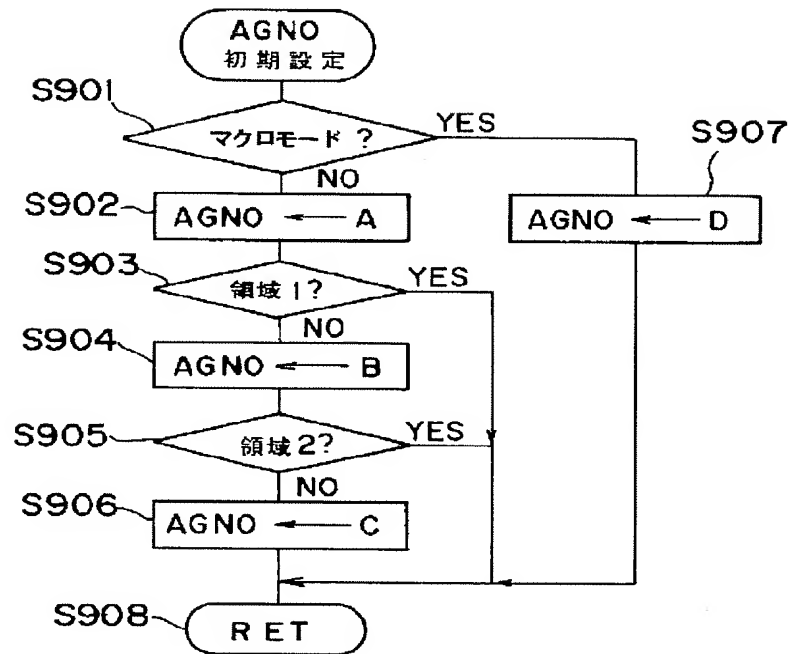 AGNO
初期設定
S901
マクロモード ?
YES
S907
NO
S902
AGNO ← A
AGNO ← D
S903
領域1?
YES
NO
S904
AGNO ← B
S905
領域2?
YES
NO
S906
AGNO ← C
S908
RET